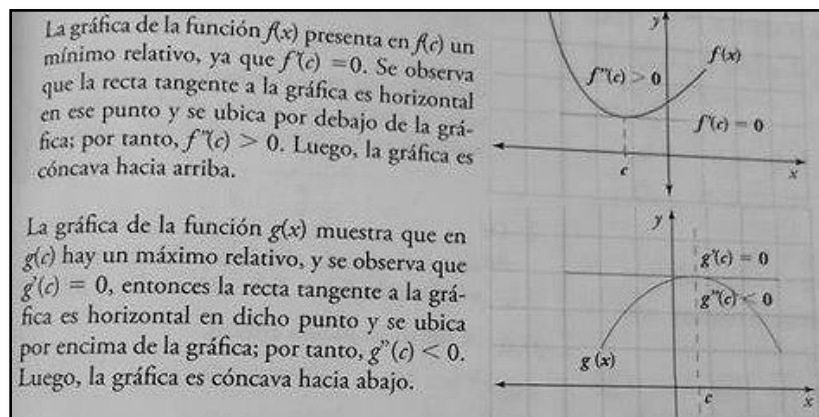 La gráfica de la función f(x) presenta en f(c) un
mínimo relativo, ya que f'(c) =0. Se observa
que la recta tangente a la gráfica es horizontal
en ese punto y se ubica por debajo de la grá-
fica; por tanto, f"(c) > 0. Luego, la gráfica es
cóncava hacia arriba.
y
f(x)
f"(c) > 0
f'(c) = 0
c
x
La gráfica de la función g(x) muestra que en
g(c) hay un máximo relativo, y se observa que
g'(c) = 0, entonces la recta tangente a la grá-
fica es horizontal en dicho punto y se ubica
por encima de la gráfica; por tanto, g"(c) < 0.
Luego, la gráfica es cóncava hacia abajo.
y
g'(c) = 0
g"(c) < 0
g (x)
c
x